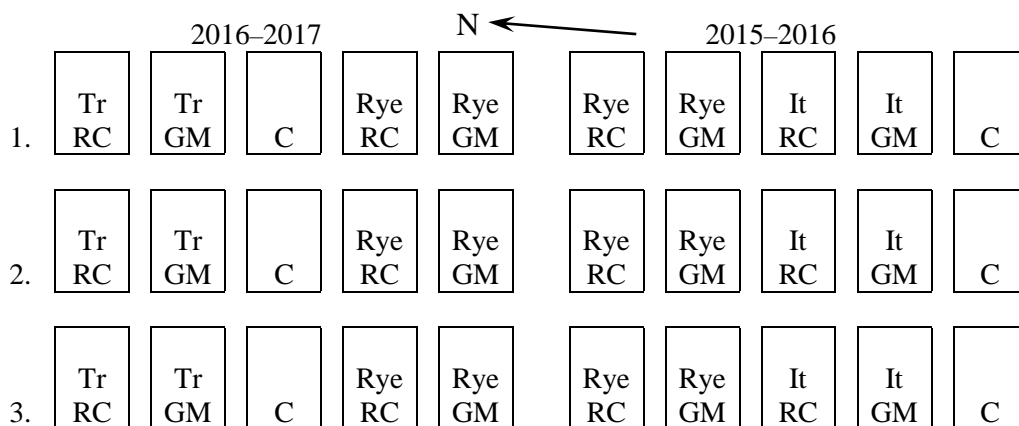 2016–2017 N 2015–2016
Tr Tr Rye Rye Rye Rye It It
1. RC GM C RC GM RC GM RC GM C
Tr Tr Rye Rye Rye Rye It It
2. RC GM C RC GM RC GM RC GM C
Tr Tr Rye Rye Rye Rye It It
3. RC GM C RC GM RC GM RC GM C